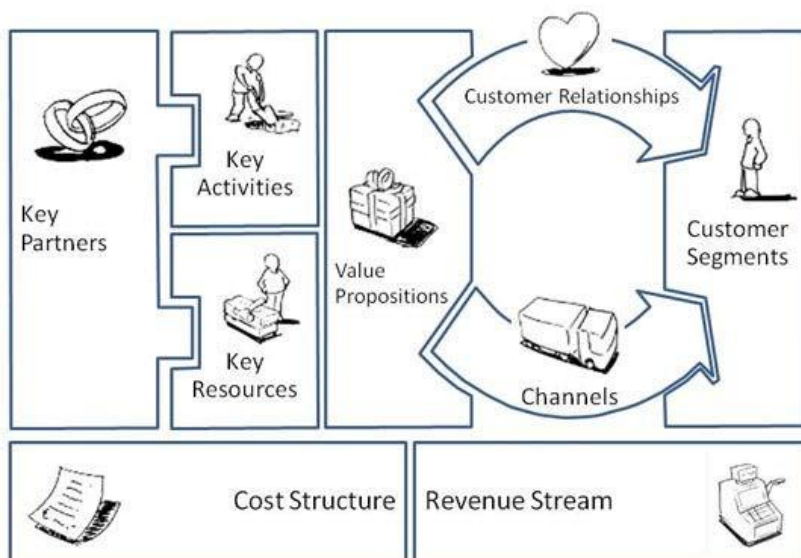 Key
Partners
Key
Activities
Key
Resources
Value
Propositions
Customer Relationships
Channels
Customer
Segments
Cost Structure
Revenue Stream